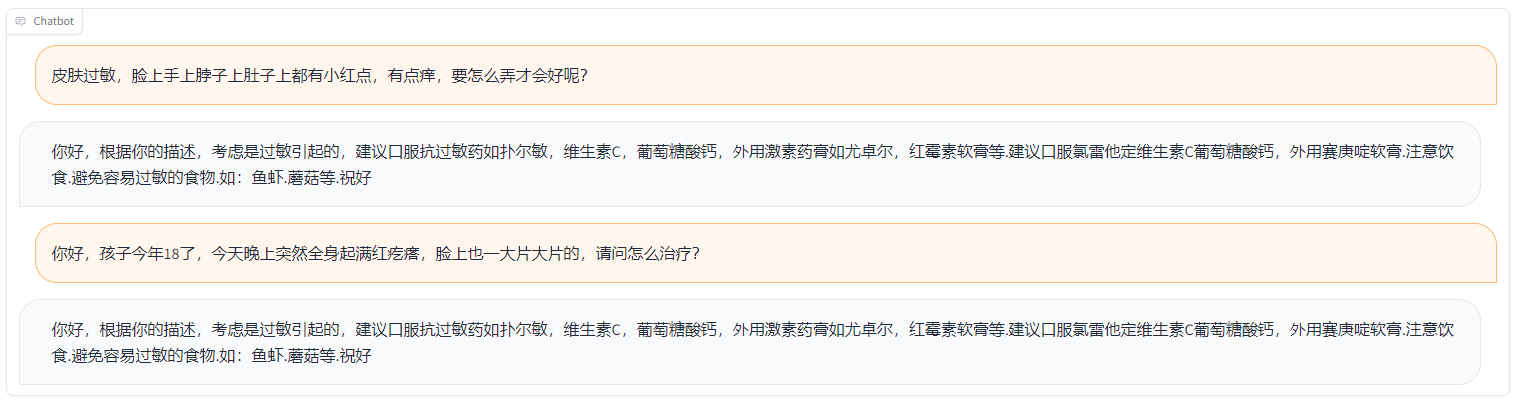 Chatbot
皮肤过敏，脸上手上脖子上肚子上都有小红点，有点痒，要怎么弄才会好呢？
你好，根据你的描述，考虑是过敏引起的，建议口服抗过敏药如扑尔敏，维生素C，葡萄糖酸钙，外用激素药膏如尤卓尔，红霉素软膏等.建议口服氯雷他定维生素C葡萄糖酸钙，外用赛庚啶软膏.注意饮
食.避免容易过敏的食物.如：鱼虾.蘑菇等.祝好
你好，孩子今年18了，今天晚上突然全身起满红疙瘩，脸上也一大片大片的，请问怎么治疗？
你好，根据你的描述，考虑是过敏引起的，建议口服抗过敏药如扑尔敏，维生素C，葡萄糖酸钙，外用激素药膏如尤卓尔，红霉素软膏等.建议口服氯雷他定维生素C葡萄糖酸钙，外用赛庚啶软膏.注意饮
食.避免容易过敏的食物.如：鱼虾.蘑菇等.祝好